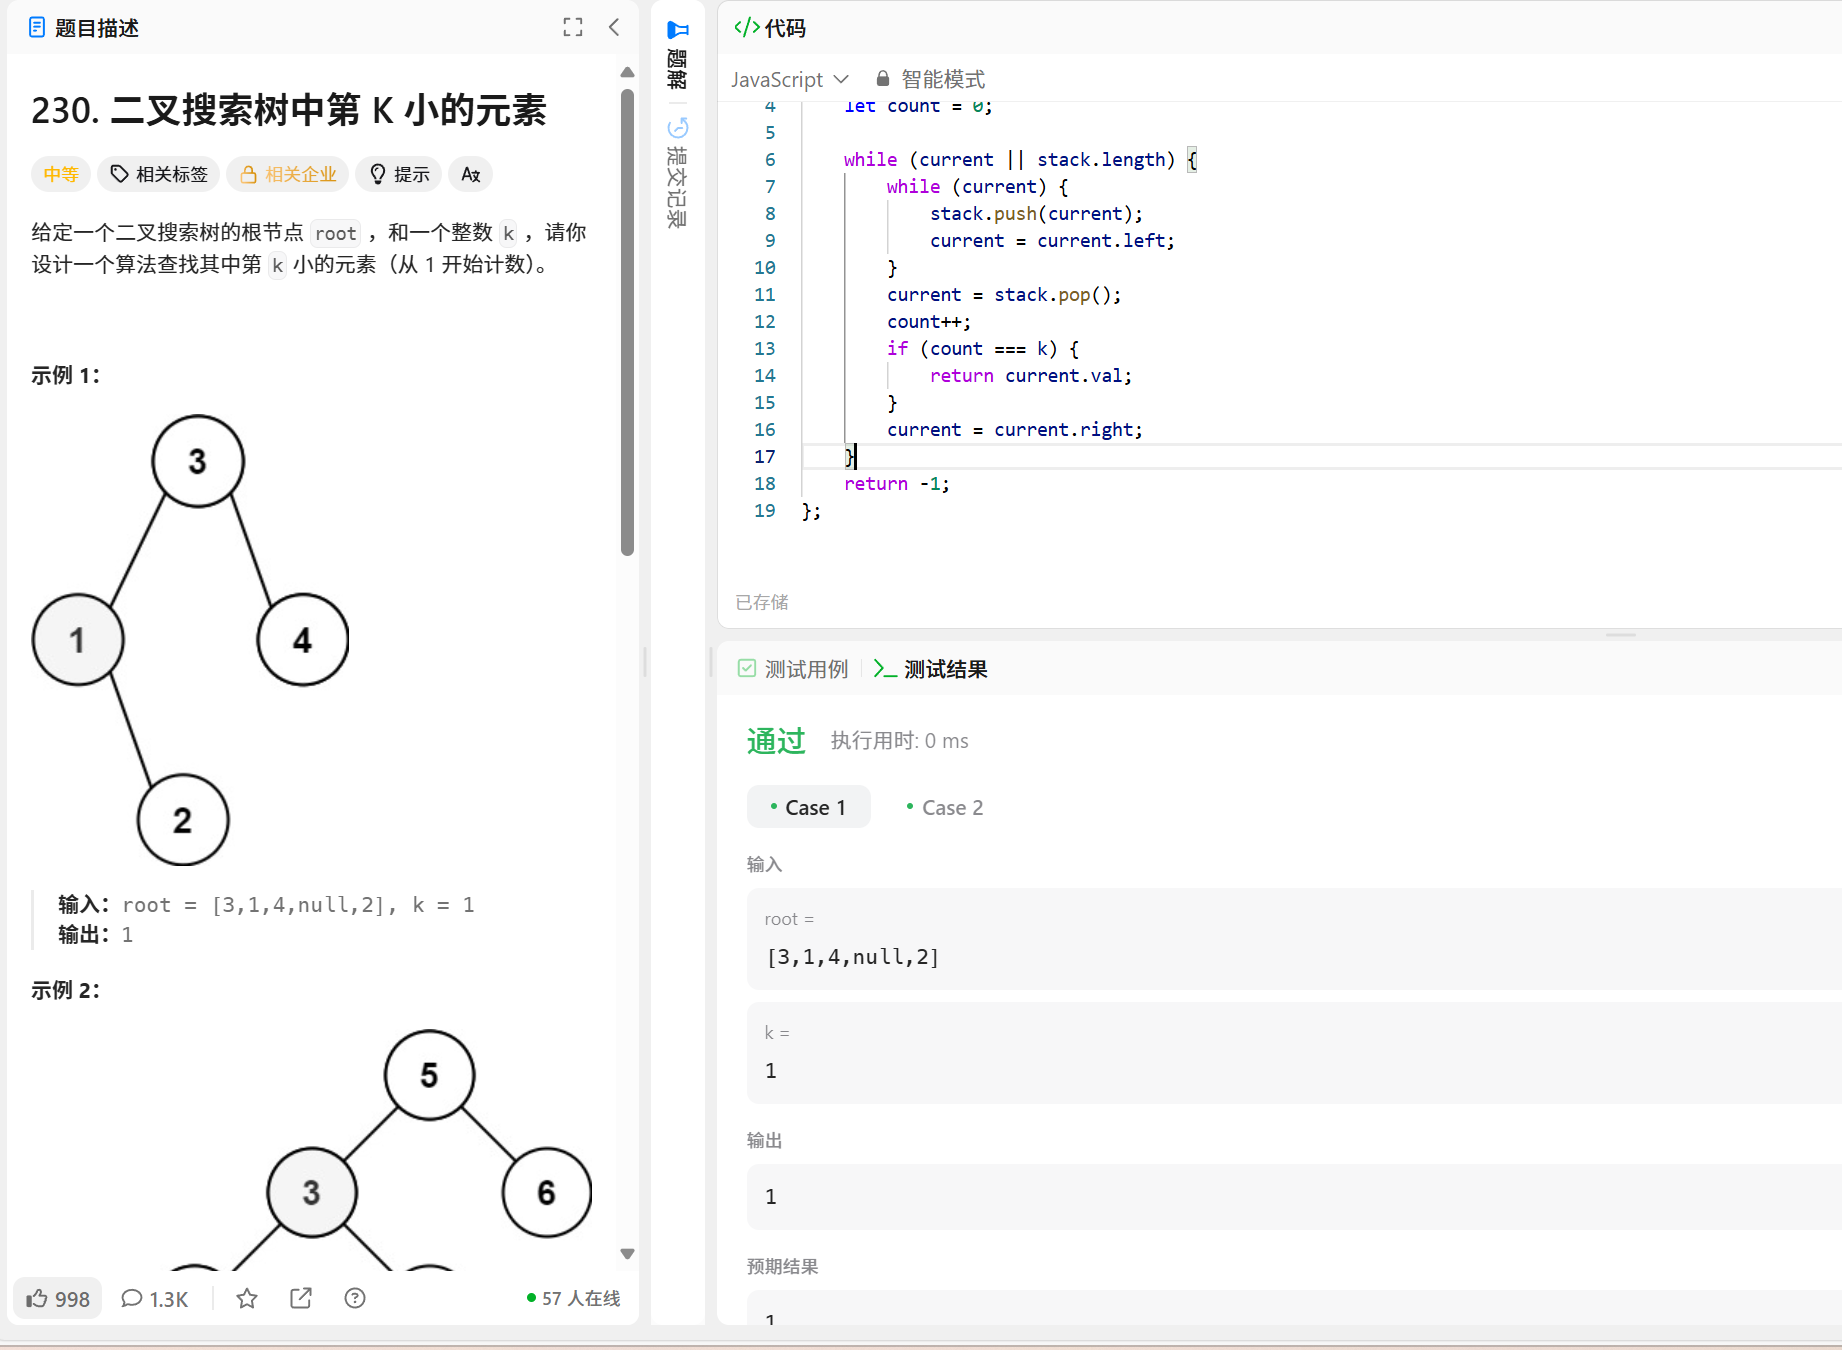 题目描述
230. 二叉搜索树中第 K 小的元素
中等 相关标签 相关企业 提示
给定一个二叉搜索树的根节点 root ，和一个整数 k ，请你
设计一个算法查找其中第 k 小的元素（从 1 开始计数）。
示例 1：
3
1
4
2
输入：root = [3,1,4,null,2], k = 1
输出：1
示例 2：
5
3
6
998 1.3K 57 人在线
题解
提交记录
代码
JavaScript 智能模式
4 let count = 0;
5
6 while (current || stack.length) {
7 while (current) {
8 stack.push(current);
9 current = current.left;
10 }
11 current = stack.pop();
12 count++;
13 if (count === k) {
14 return current.val;
15 }
16 current = current.right;
17 }
18 return -1;
19 };
已存储
测试用例 测试结果
通过 执行用时: 0 ms
Case 1 Case 2
输入
root =
[3,1,4,null,2]
k =
1
输出
1
预期结果
1